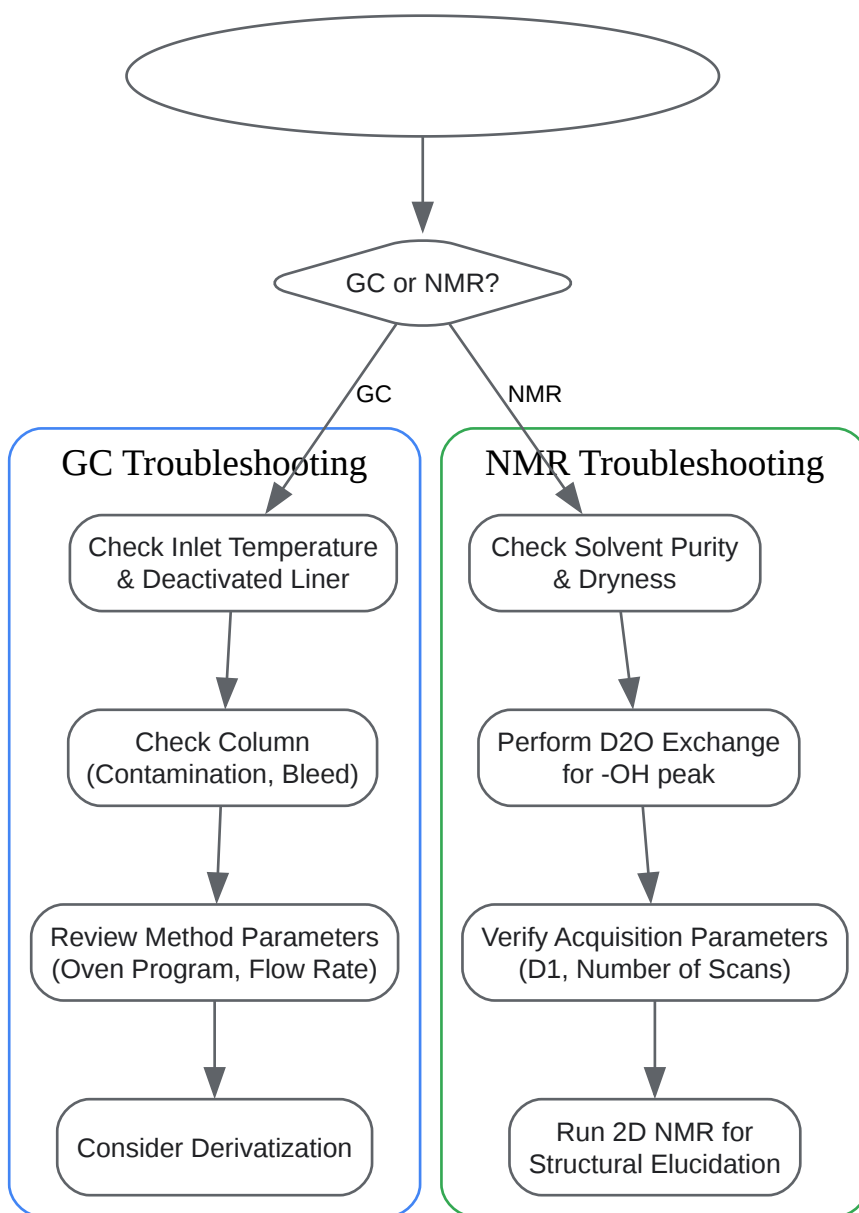 GC or NMR?
GC
NMR
GC Troubleshooting
Check Inlet Temperature
& Deactivated Liner
Check Column
(Contamination, Bleed)
Review Method Parameters
(Oven Program, Flow Rate)
Consider Derivatization
NMR Troubleshooting
Check Solvent Purity
& Dryness
Perform D2O Exchange
for -OH peak
Verify Acquisition Parameters
(D1, Number of Scans)
Run 2D NMR for
Structural Elucidation